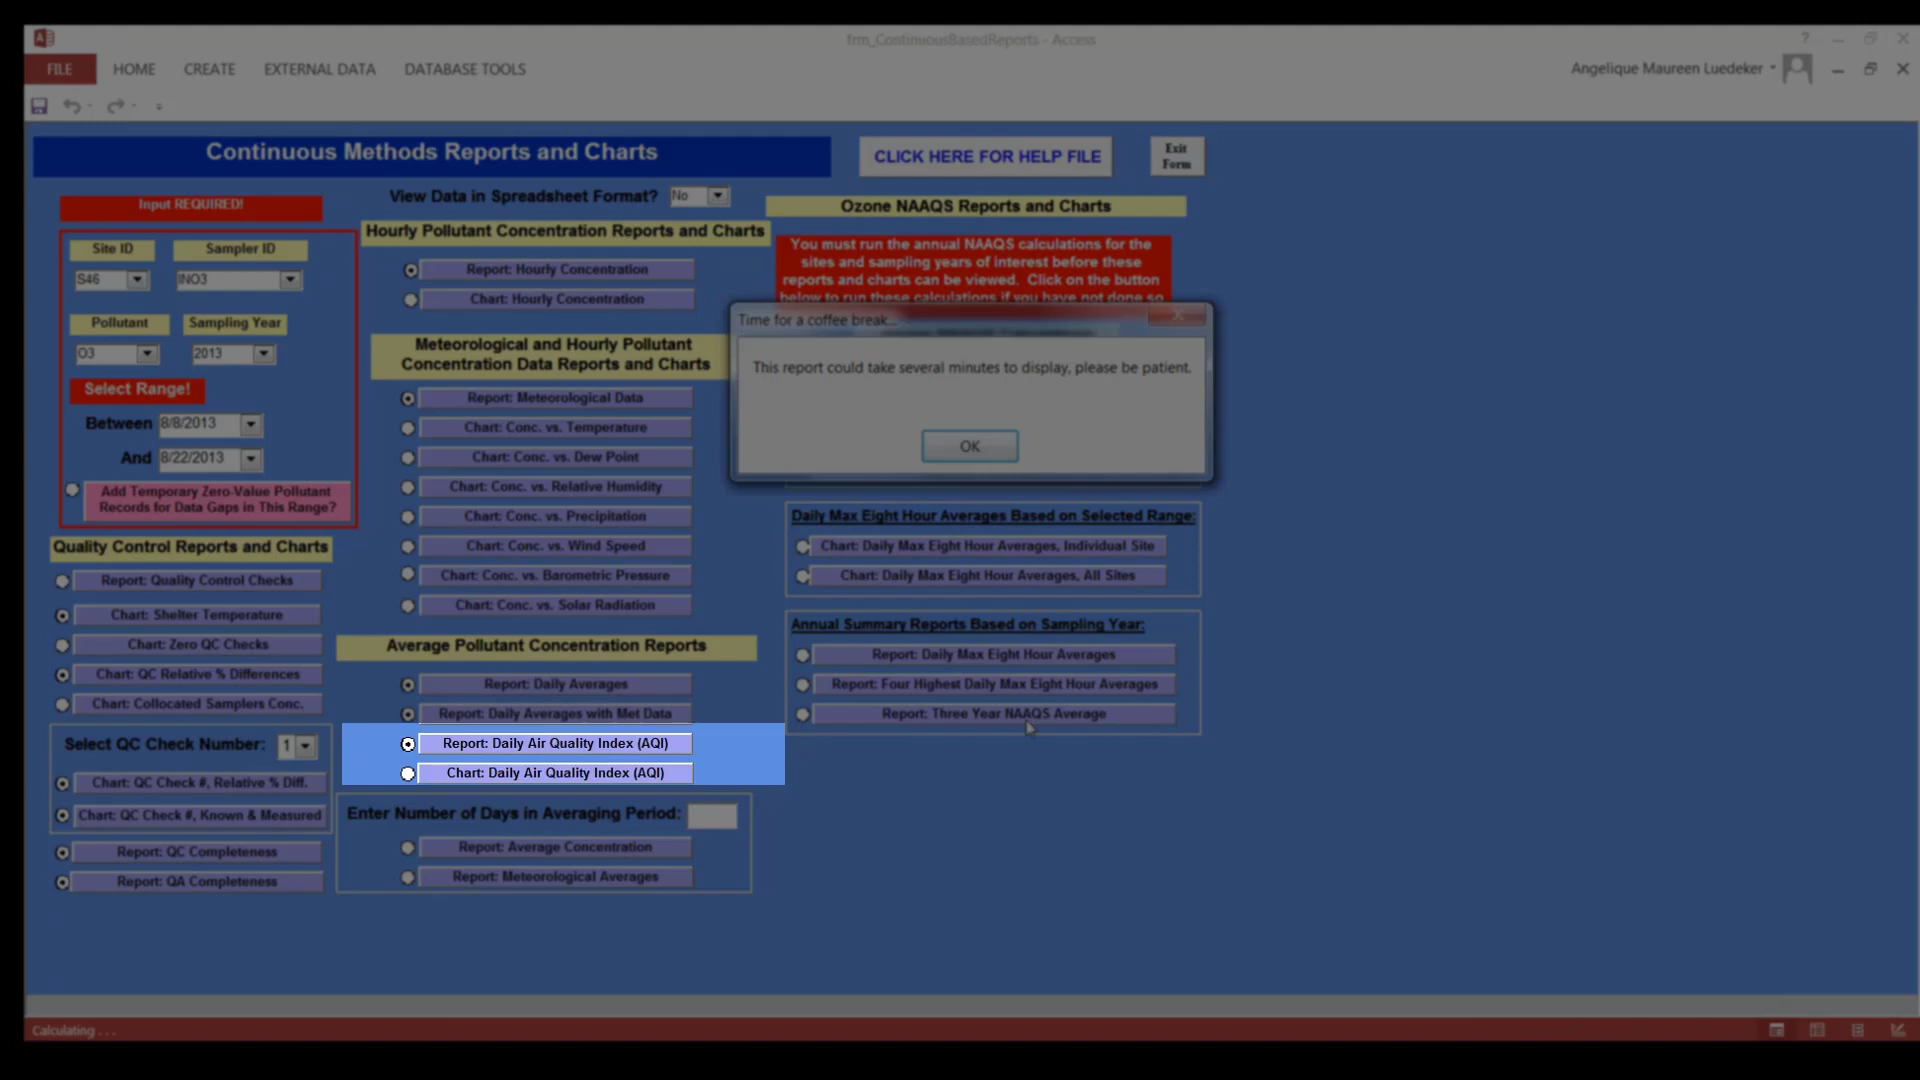 frm_ContinuousBasedReports - Access
FILE HOME CREATE EXTERNAL DATA DATABASE TOOLS
Angelique Maureen Luedeker
Continuous Methods Reports and Charts
CLICK HERE FOR HELP FILE
Exit
Form
Input REQUIRED!
Site ID Sampler ID
S46 INO3
Pollutant Sampling Year
O3 2013
Select Range!
Between 8/8/2013
And 8/22/2013
Add Temporary Zero-Value Pollutant
Records for Data Gaps in This Range?
Quality Control Reports and Charts
Report: Quality Control Checks
Chart: Shelter Temperature
Chart: Zero QC Checks
Chart: QC Relative % Differences
Chart: Collocated Samplers Conc.
Select QC Check Number: 1
Chart: QC Check #, Relative % Diff.
Chart: QC Check #, Known & Measured
Report: QC Completeness
Report: QA Completeness
View Data in Spreadsheet Format? No
Hourly Pollutant Concentration Reports and Charts
Report: Hourly Concentration
Chart: Hourly Concentration
Meteorological and Hourly Pollutant
Concentration Data Reports and Charts
Report: Meteorological Data
Chart: Conc. vs. Temperature
Chart: Conc. vs. Dew Point
Chart: Conc. vs. Relative Humidity
Chart: Conc. vs. Precipitation
Chart: Conc. vs. Wind Speed
Chart: Conc. vs. Barometric Pressure
Chart: Conc. vs. Solar Radiation
Average Pollutant Concentration Reports
Report: Daily Averages
Report: Daily Averages with Met Data
Report: Daily Air Quality Index (AQI)
Chart: Daily Air Quality Index (AQI)
Enter Number of Days in Averaging Period:
Report: Average Concentration
Report: Meteorological Averages
Ozone NAAQS Reports and Charts
You must run the annual NAAQS calculations for the
sites and sampling years of interest before these
reports and charts can be viewed. Click on the button
below to run these calculations if you have not done so
Time for a coffee break...
This report could take several minutes to display, please be patient.
OK
Daily Max Eight Hour Averages Based on Selected Range:
Chart: Daily Max Eight Hour Averages, Individual Site
Chart: Daily Max Eight Hour Averages, All Sites
Annual Summary Reports Based on Sampling Year:
Report: Daily Max Eight Hour Averages
Report: Four Highest Daily Max Eight Hour Averages
Report: Three Year NAAQS Average
Calculating . . .